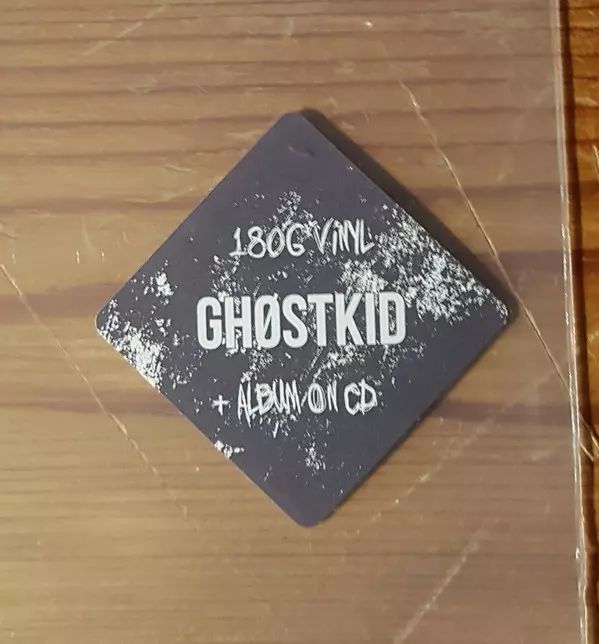 180G ViNYL
GHØSTKID
+ ALBUM ON CD